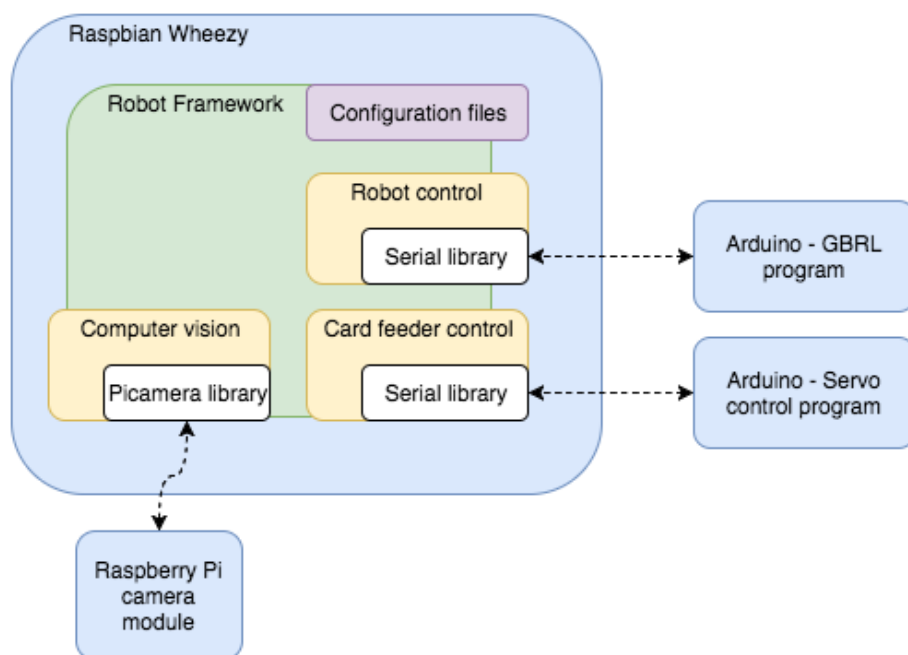 Raspbian Wheezy
Robot Framework
Configuration files
Robot control
Serial library
Arduino - GBRL
program
Computer vision
Picamera library
Card feeder control
Serial library
Arduino - Servo
control program
Raspberry Pi
camera
module